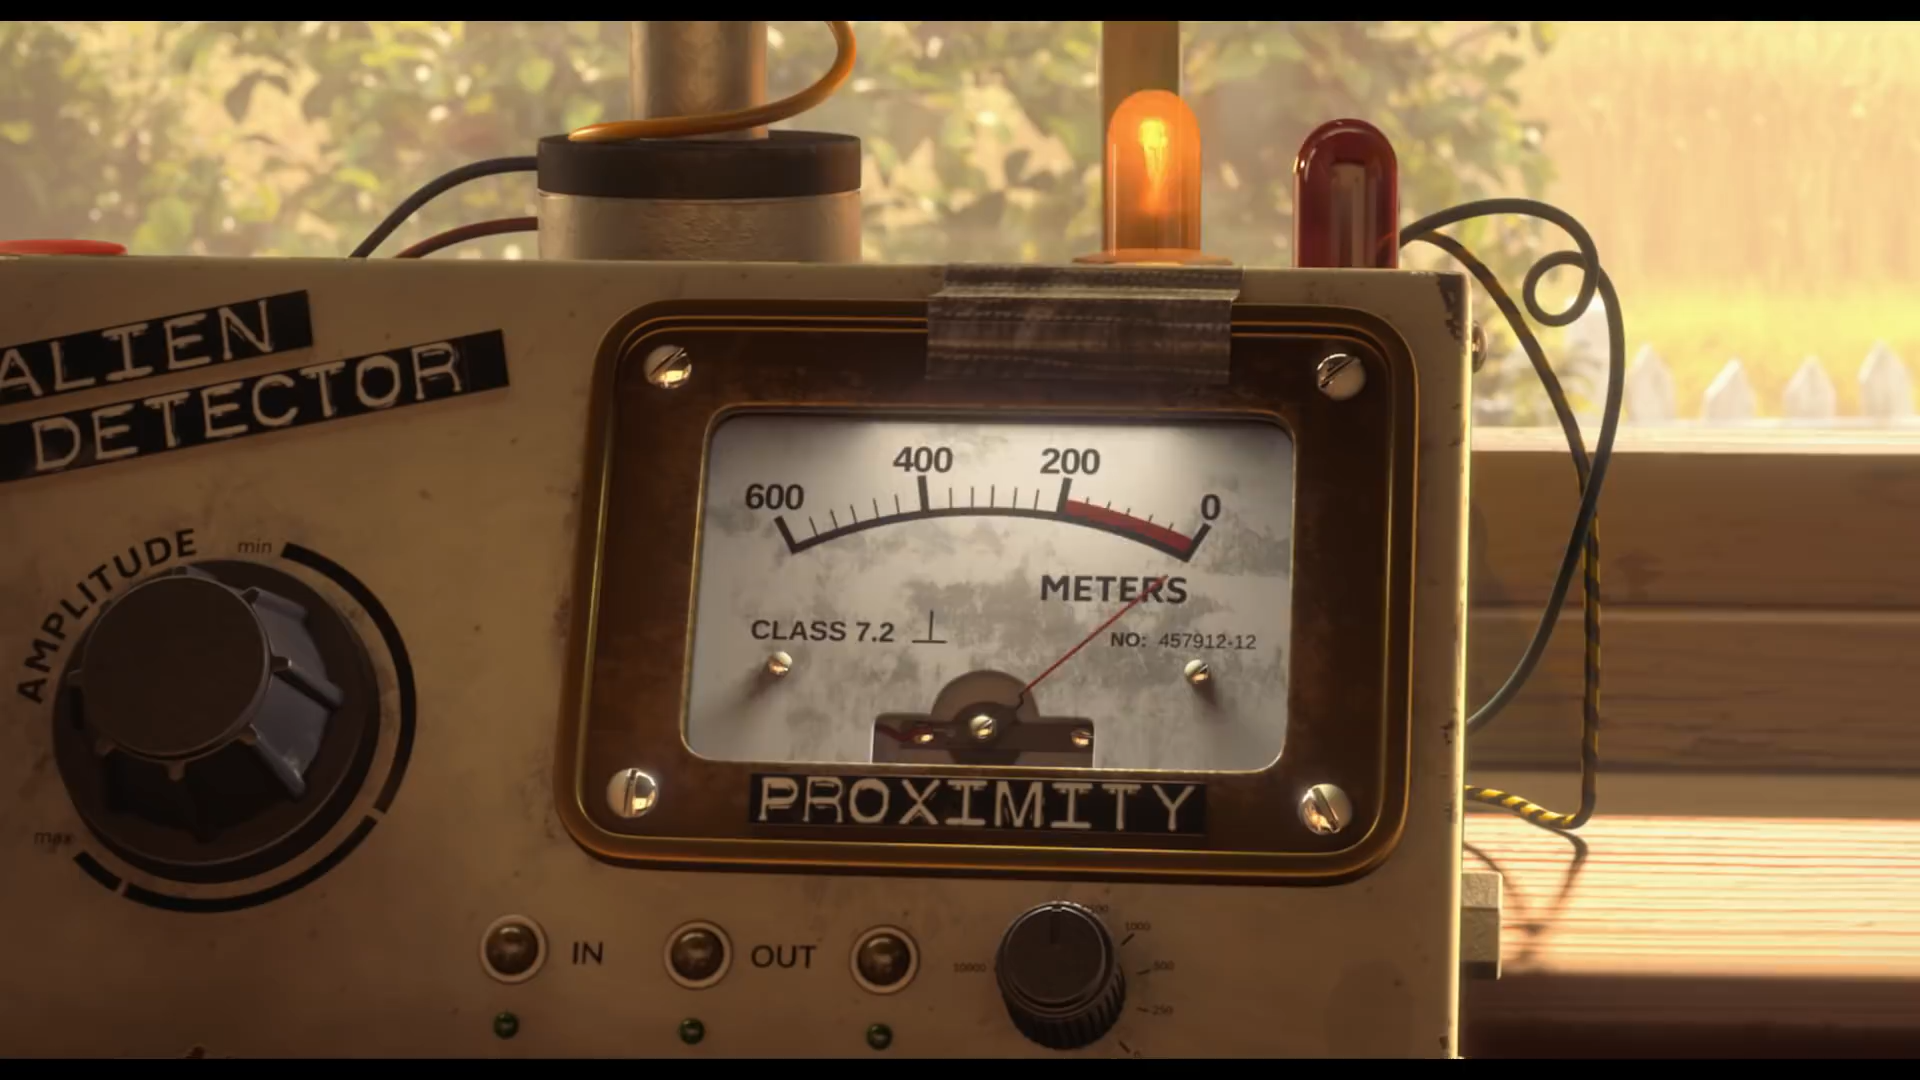 ALIEN
DETECTOR
AMPLITUDE
min
max
600
400
200
0
METERS
CLASS 7.2
NO: 457912-12
PROXIMITY
IN
OUT
10000
1000
500
250